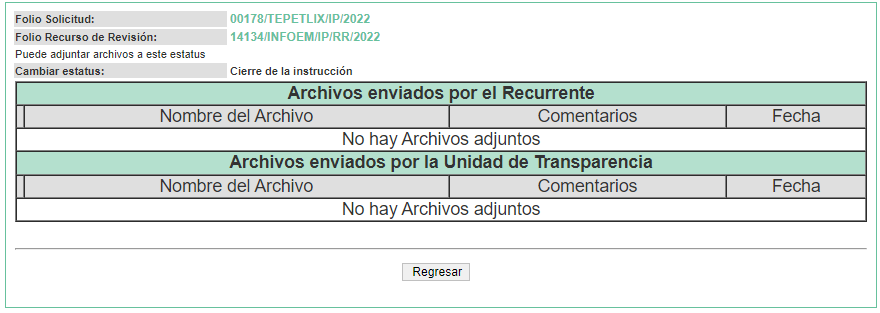 Folio Solicitud: 00178/TEPETLIX/IP/2022
Folio Recurso de Revisión: 14134/INFOEM/IP/RR/2022
Puede adjuntar archivos a este estatus
Cambiar estatus: Cierre de la instrucción
Archivos enviados por el Recurrente
Nombre del Archivo Comentarios Fecha
No hay Archivos adjuntos
Archivos enviados por la Unidad de Transparencia
Nombre del Archivo Comentarios Fecha
No hay Archivos adjuntos
Regresar